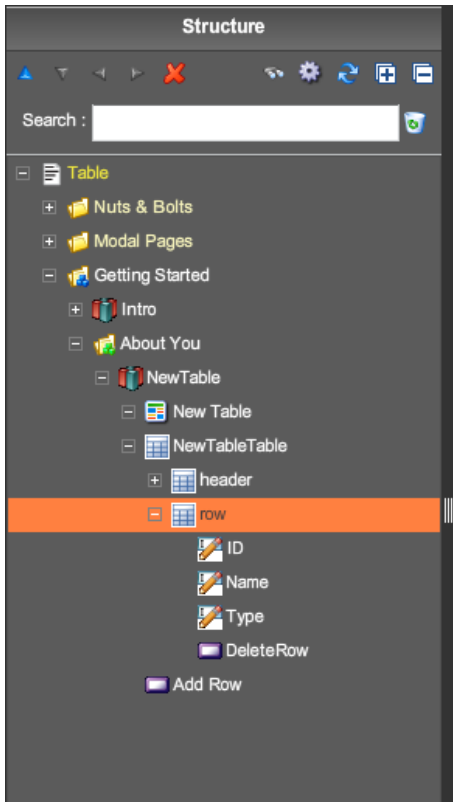 Structure
Search :
Table
Nuts & Bolts
Modal Pages
Getting Started
Intro
About You
NewTable
New Table
NewTableTable
header
row
ID
Name
Type
DeleteRow
Add Row